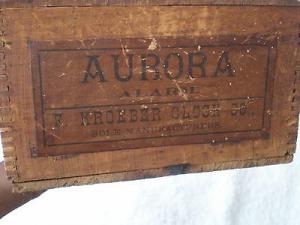 AURORA
ALARM.
F. KROEBER CLOCK CO.,
SOLE MANUFACTURERS.